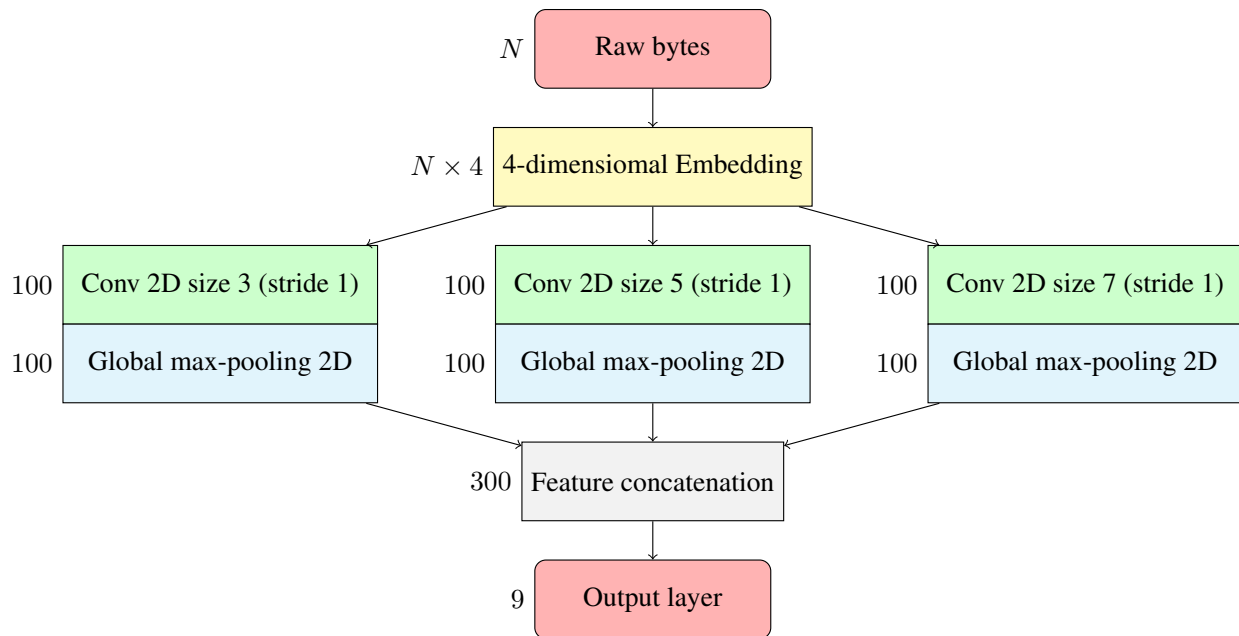 N Raw bytes
N × 4 4-dimensiomal Embedding
100 Conv 2D size 3 (stride 1) 100 Conv 2D size 5 (stride 1) 100 Conv 2D size 7 (stride 1)
100 Global max-pooling 2D 100 Global max-pooling 2D 100 Global max-pooling 2D
300 Feature concatenation
9 Output layer